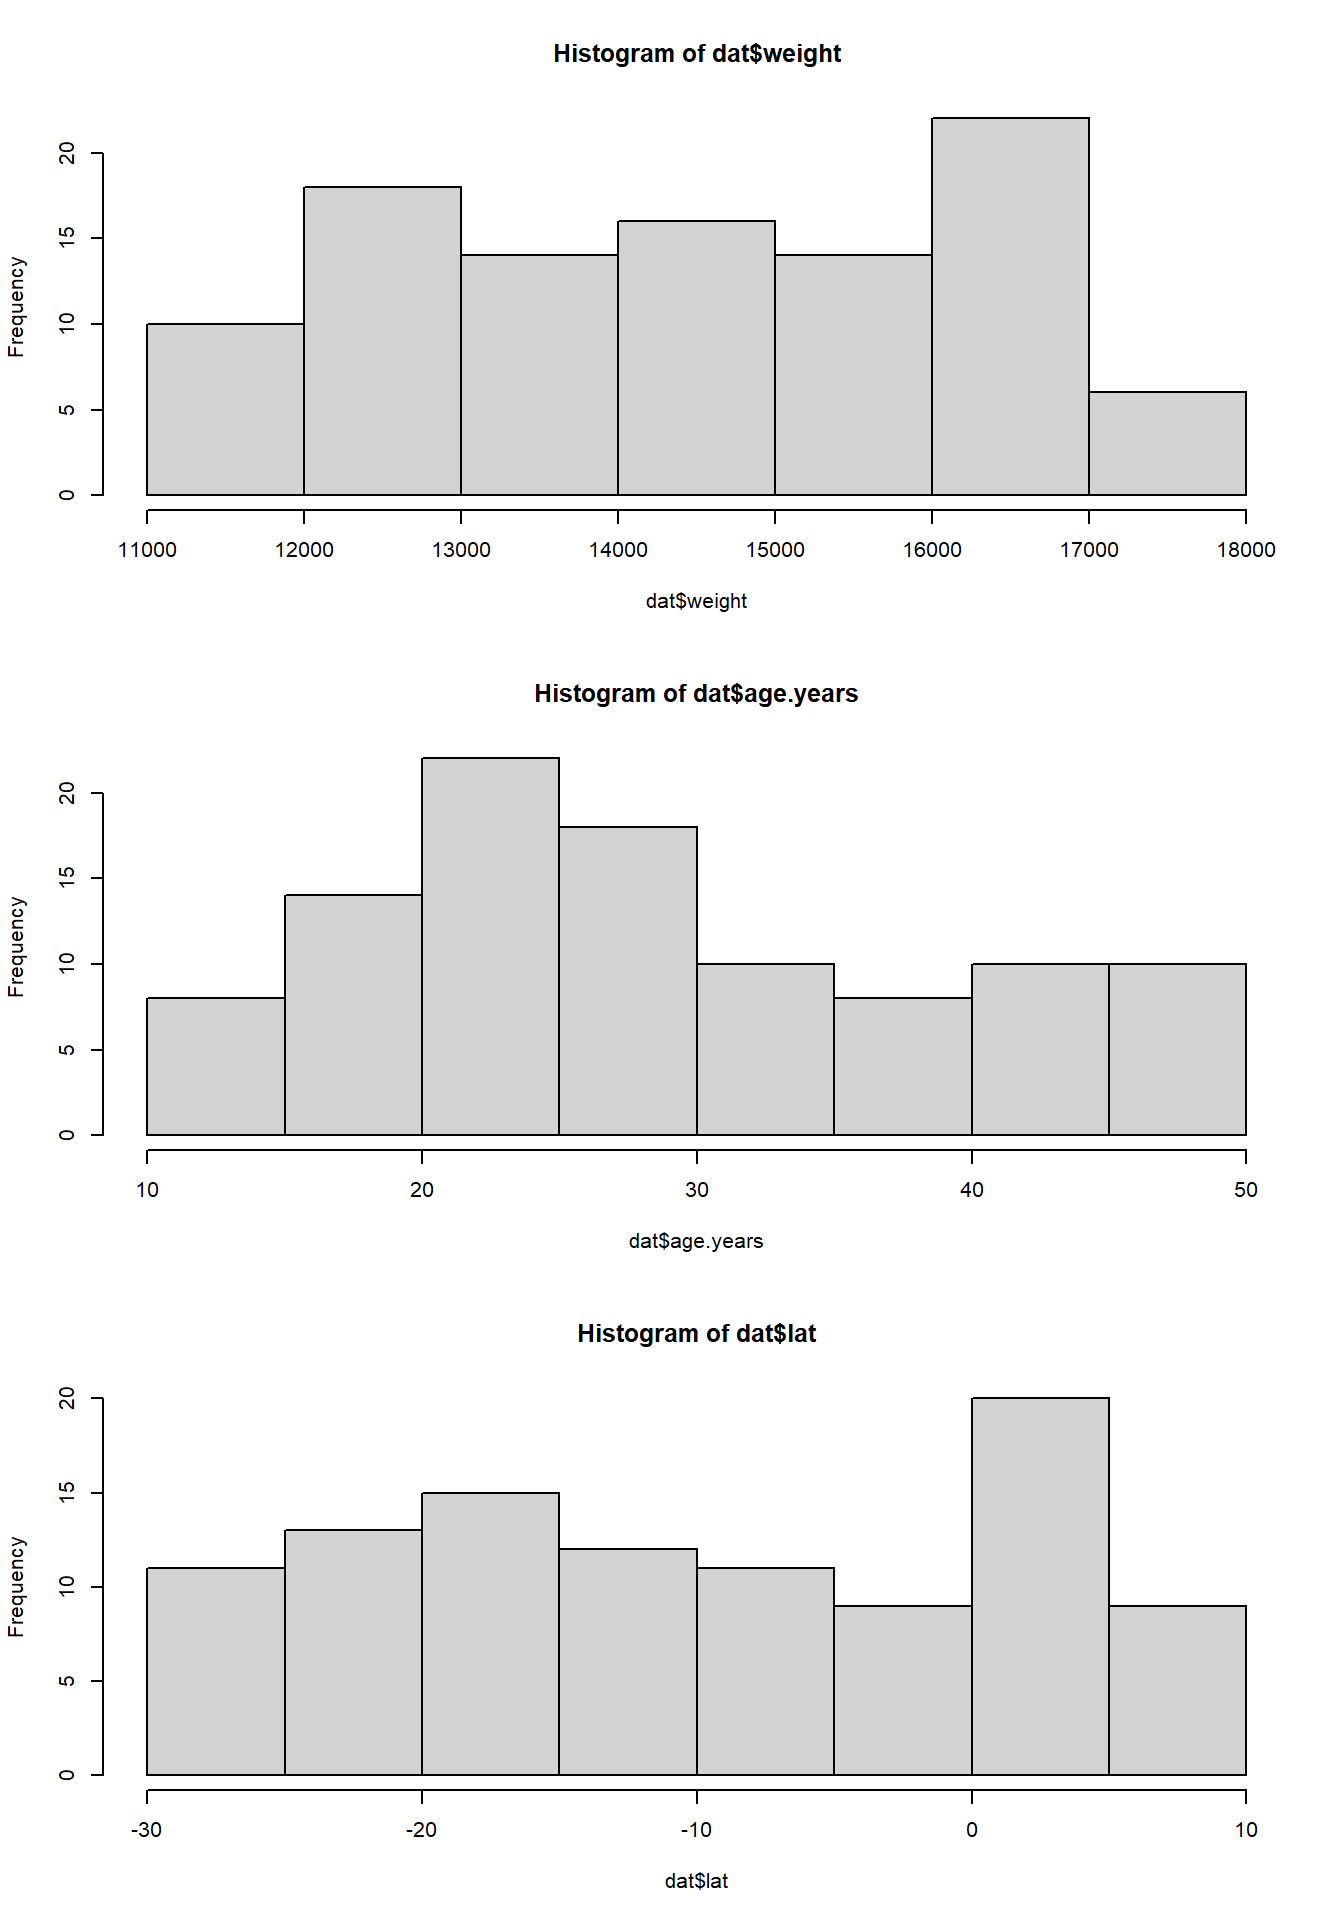 Histogram of dat$weight
Frequency
20
15
10
5
0
11000 12000 13000 14000 15000 16000 17000 18000
dat$weight
Histogram of dat$age.years
Frequency
20
15
10
5
0
10 20 30 40 50
dat$age.years
Histogram of dat$lat
Frequency
20
15
10
5
0
-30 -20 -10 0 10
dat$lat